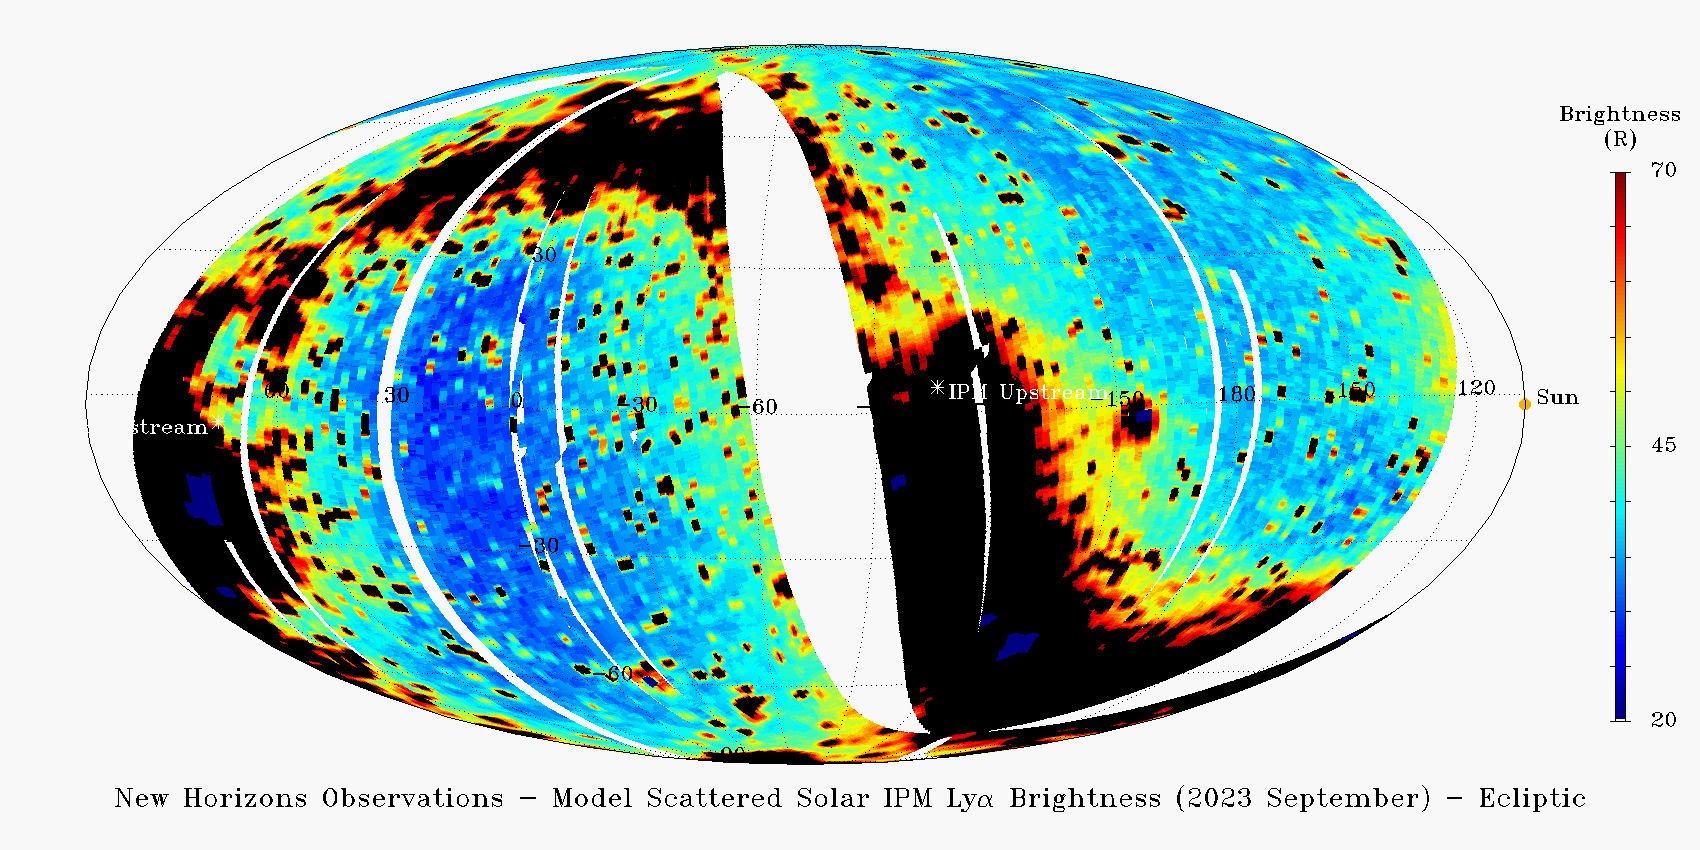 Brightness
(R)
70
30
60 30 0 −30 −60 IPM Upstream −150 180 150 120 Sun
stream
45
−30
−60
20
−90
New Horizons Observations − Model Scattered Solar IPM Lyα Brightness (2023 September) − Ecliptic